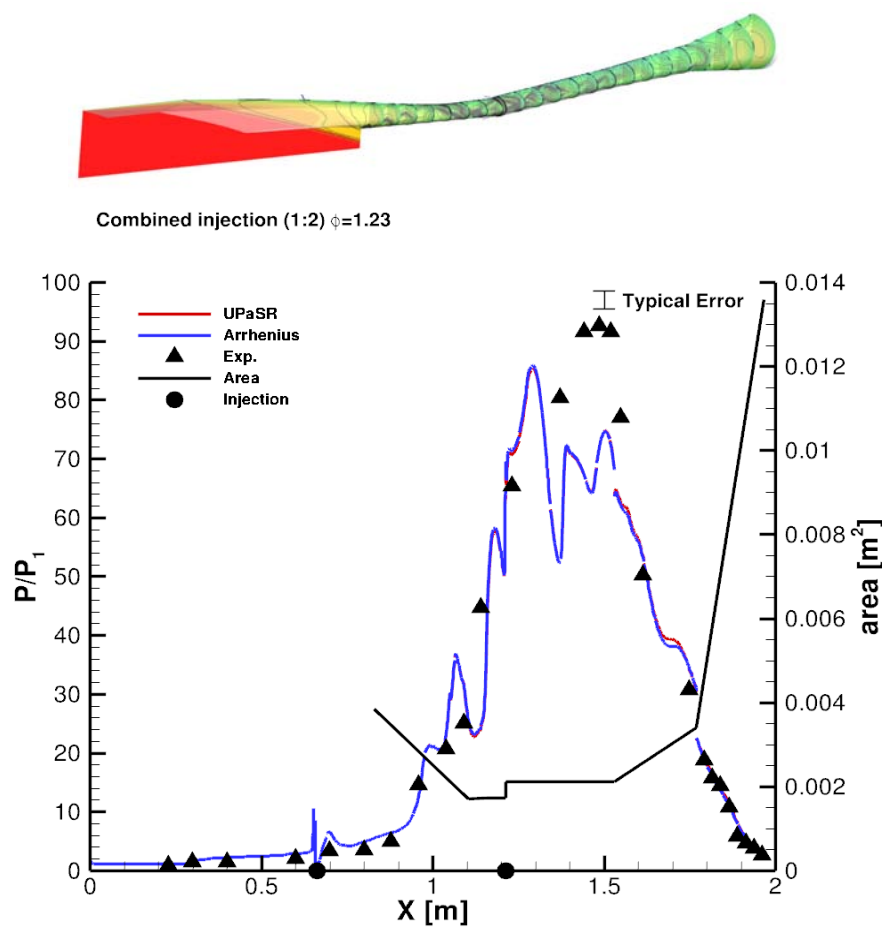 Combined injection (1:2) ϕ=1.23
100
90
80
70
60
50
40
30
20
10
0
P/P₁
UPaSR
Arrhenius
Exp.
Area
Injection
Typical Error
0.014
0.012
0.01
0.008
0.006
0.004
0.002
0
area [m²]
0
0.5
1
1.5
2
X [m]